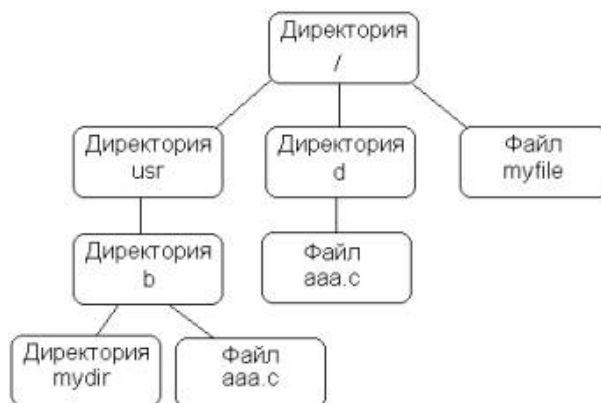 Директория
/
Директория
usr
Директория
d
Файл
myfile
Директория
b
Файл
aaa.c
Директория
mydir
Файл
aaa.c